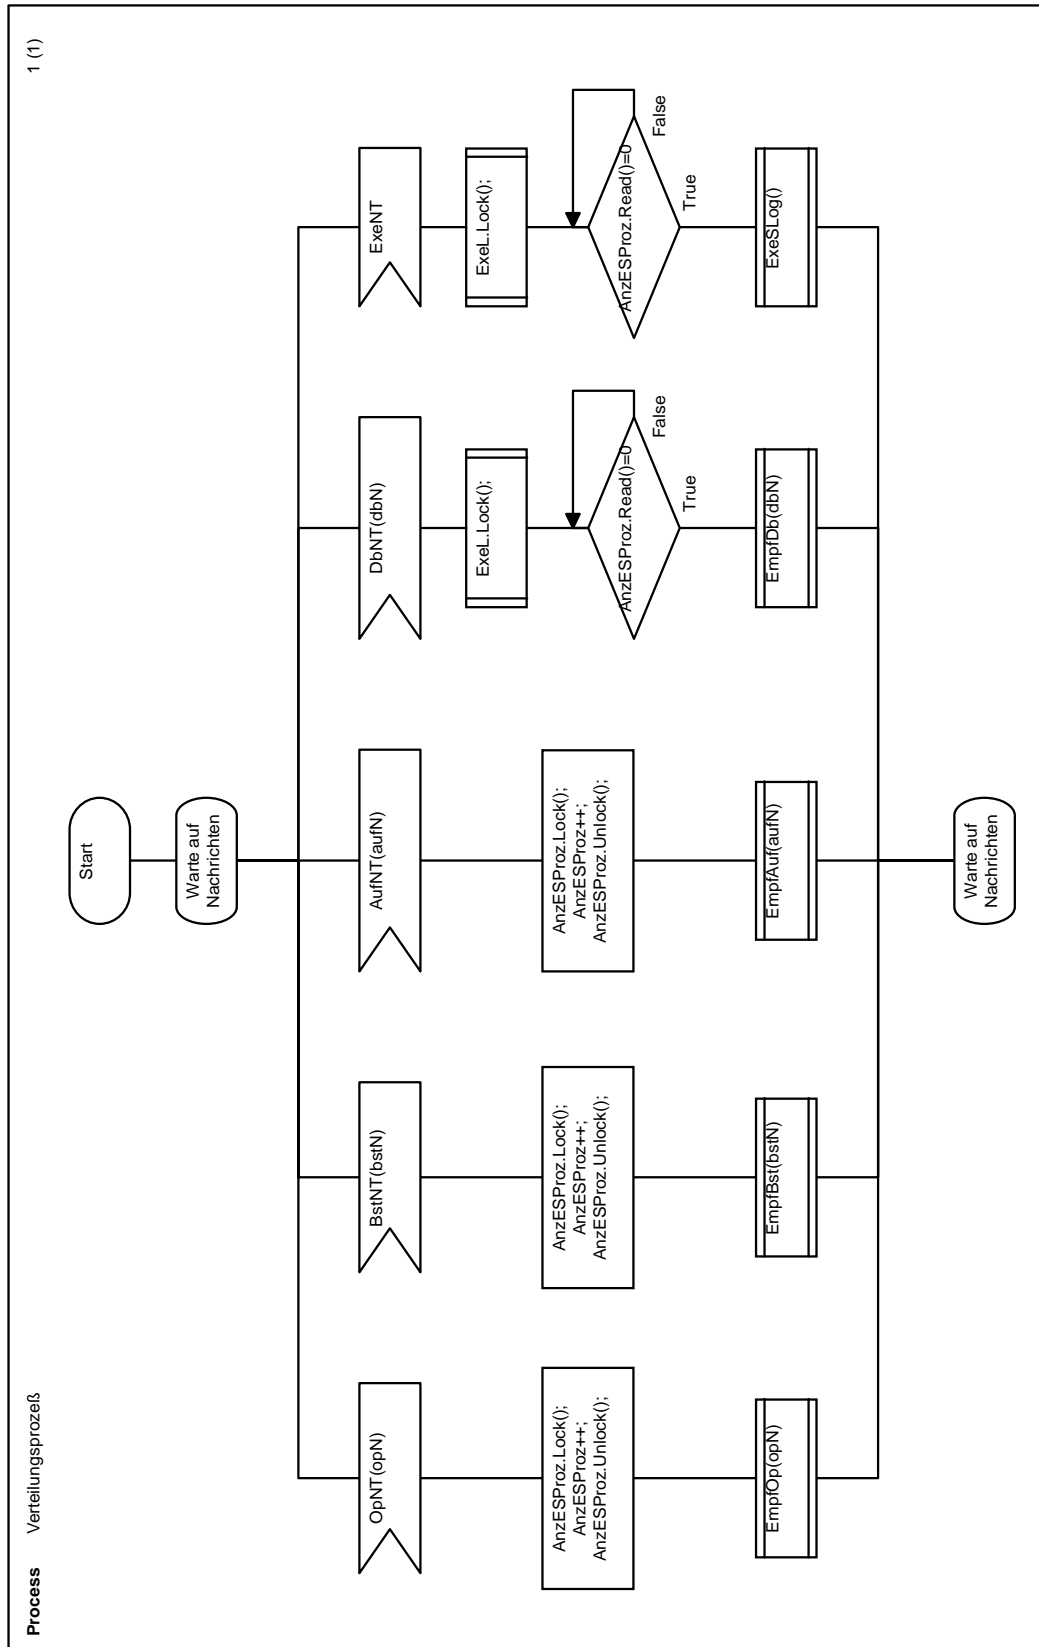 Process Verteilungsprozeß
1 (1)
Start
Warte auf
Nachrichten
OpNT(opN)
BstNT(bstN)
AufNT(aufN)
DbNT(dbN)
ExeNT
ExeL.Lock();
ExeL.Lock();
AnzESProz.Lock();
AnzESProz++;
AnzESProz.Unlock();
AnzESProz.Lock();
AnzESProz++;
AnzESProz.Unlock();
AnzESProz.Lock();
AnzESProz++;
AnzESProz.Unlock();
AnzESProz.Read()=0
False
True
AnzESProz.Read()=0
False
True
EmpfOp(opN)
EmpfBst(bstN)
EmpfAuf(aufN)
EmpfDb(dbN)
ExeSLog()
Warte auf
Nachrichten